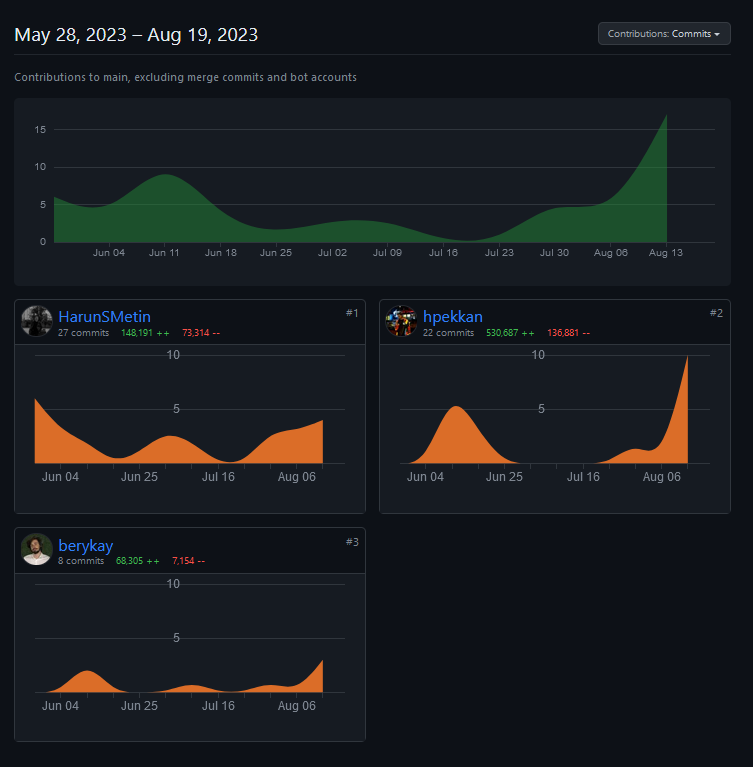 May 28, 2023 – Aug 19, 2023
Contributions: Commits
Contributions to main, excluding merge commits and bot accounts
15
10
5
0
Jun 04 Jun 11 Jun 18 Jun 25 Jul 02 Jul 09 Jul 16 Jul 23 Jul 30 Aug 06 Aug 13
HarunSMetin #1
27 commits 148,191 ++ 73,314 --
10
5
Jun 04 Jun 25 Jul 16 Aug 06
hpekkan #2
22 commits 530,687 ++ 136,881 --
10
5
Jun 04 Jun 25 Jul 16 Aug 06
berykay #3
8 commits 68,305 ++ 7,154 --
10
5
Jun 04 Jun 25 Jul 16 Aug 06